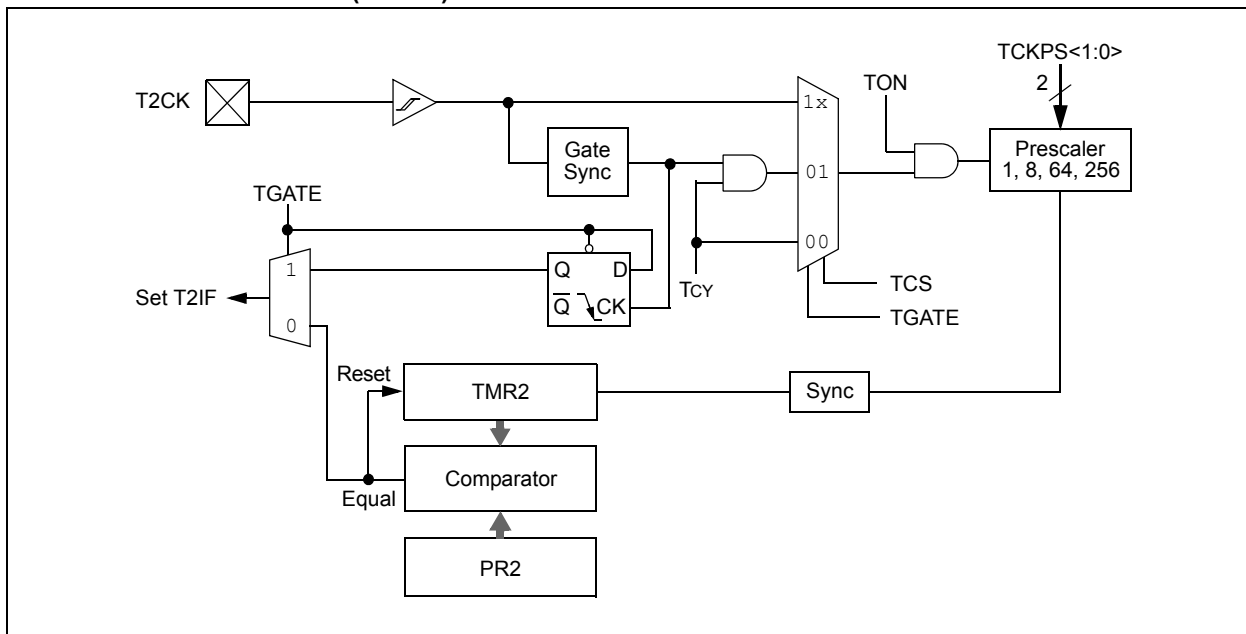 TCKPS<1:0>
2
T2CK
TON
1x
Gate
Sync
01
Prescaler
1, 8, 64, 256
TGATE
00
1
Q
D
TCY
TCS
Set T2IF
Q
CK
TGATE
0
Reset
TMR2
Sync
Equal
Comparator
PR2